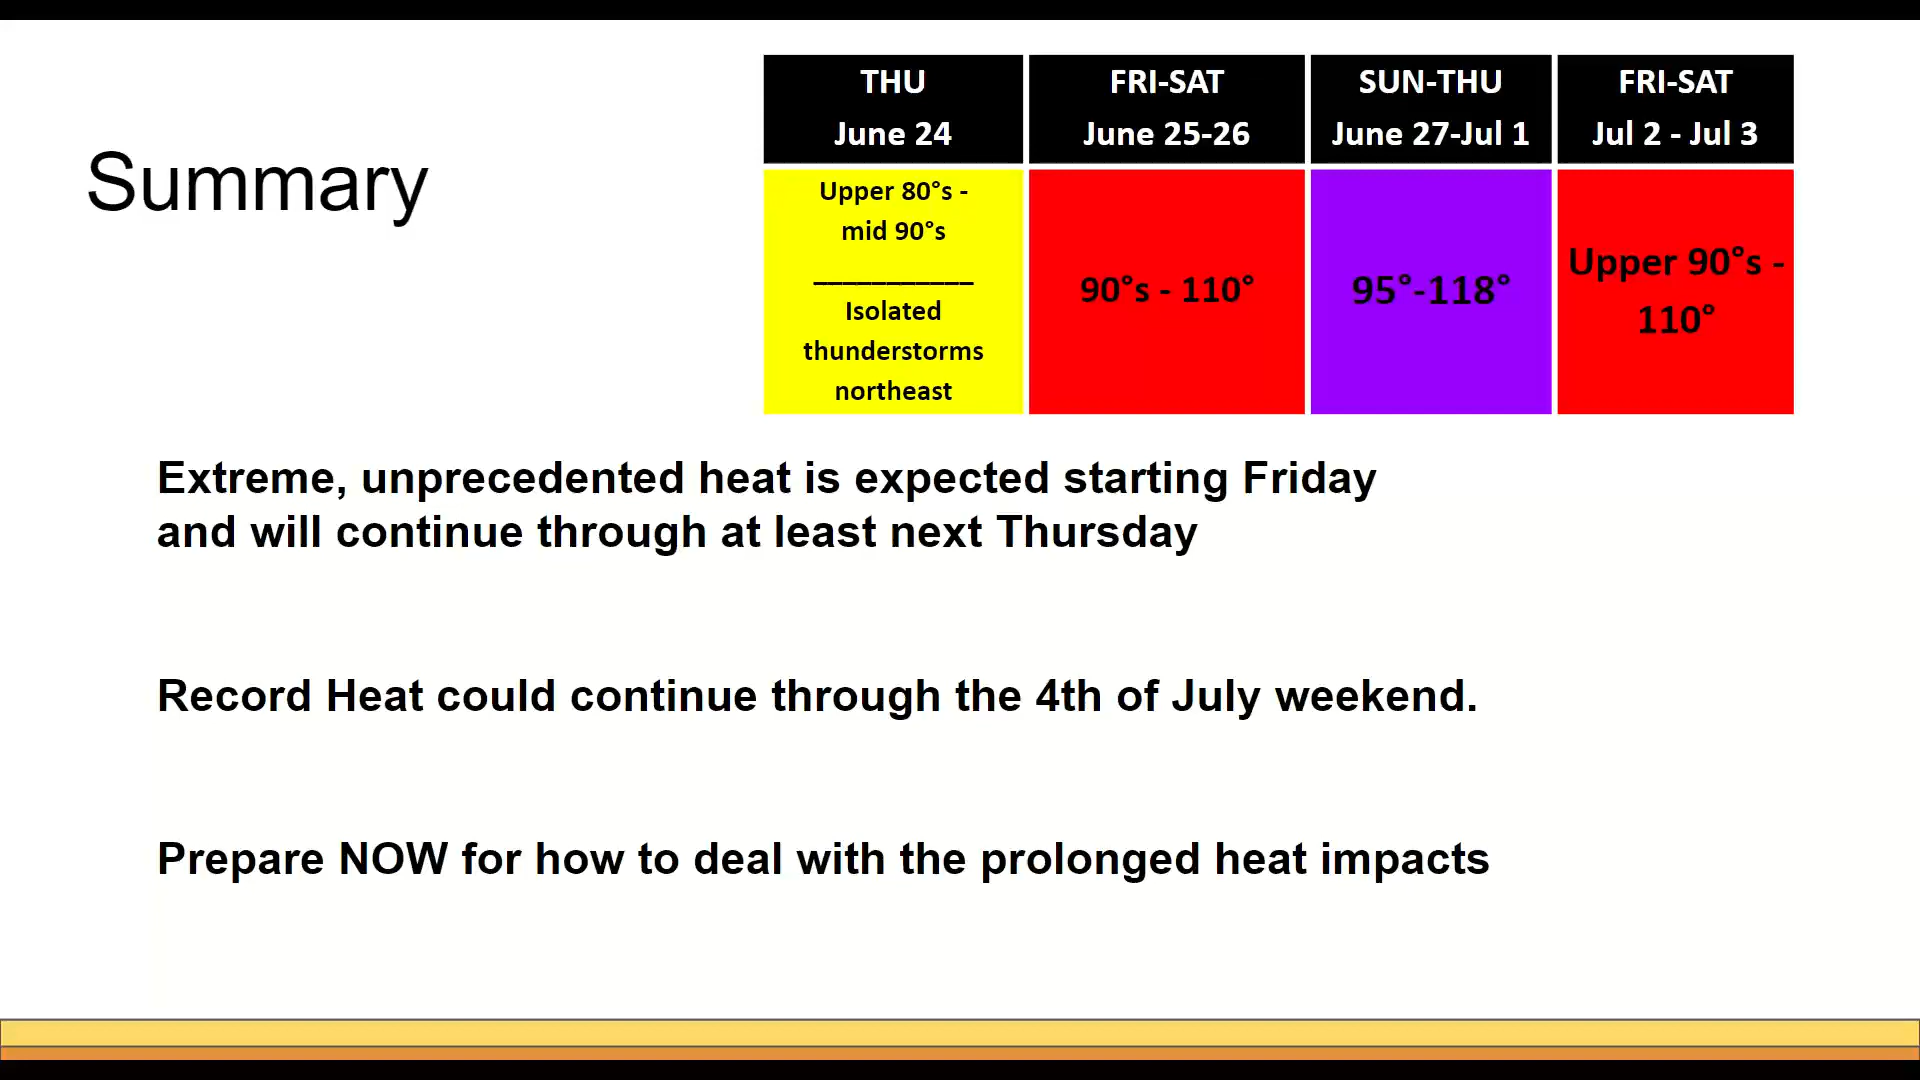 Summary
THU
June 24
FRI-SAT
June 25-26
SUN-THU
June 27-Jul 1
FRI-SAT
Jul 2 - Jul 3
Upper 80°s -
mid 90°s
___________
Isolated
thunderstorms
northeast
90°s - 110°
95°-118°
Upper 90°s -
110°
Extreme, unprecedented heat is expected starting Friday
and will continue through at least next Thursday
Record Heat could continue through the 4th of July weekend.
Prepare NOW for how to deal with the prolonged heat impacts